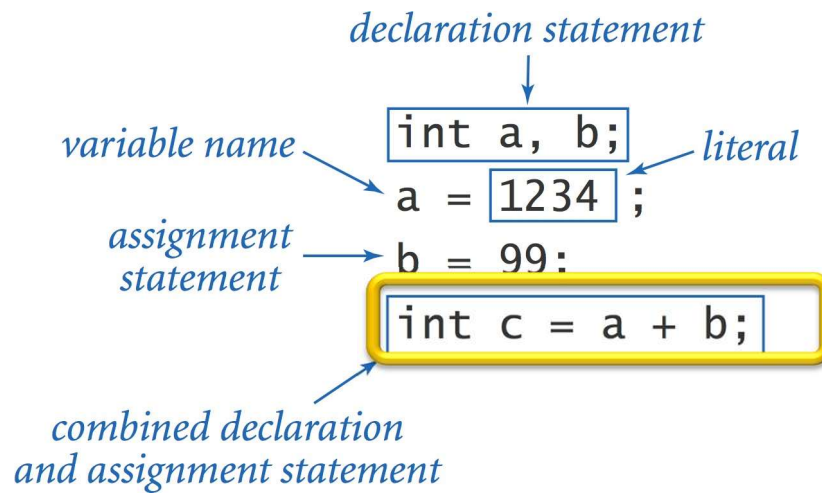 declaration statement
int a, b;
variable name
literal
a = 1234 ;
assignment
statement
b = 99;
int c = a + b;
combined declaration
and assignment statement